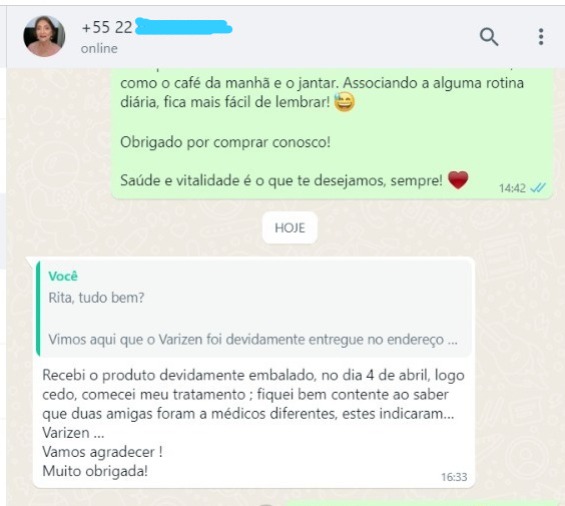 +55 22
online
como o café da manhã e o jantar. Associando a alguma rotina
diária, fica mais fácil de lembrar! 😅
Obrigado por comprar conosco!
Saúde e vitalidade é o que te desejamos, sempre! ❤️
14:42
HOJE
Você
Rita, tudo bem?
Vimos aqui que o Varizen foi devidamente entregue no endereço ...
Recebi o produto devidamente embalado, no dia 4 de abril, logo
cedo, comecei meu tratamento ; fiquei bem contente ao saber
que duas amigas foram a médicos diferentes, estes indicaram...
Varizen ...
Vamos agradecer !
Muito obrigada!
16:33